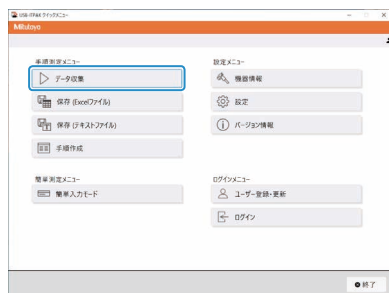 USB-ITPAK クイックメニュー
Mitutoyo
手順測定メニュー
データ収集
保存 (Excelファイル)
保存 (テキストファイル)
手順作成
簡単測定メニュー
簡単入力モード
設定メニュー
機器情報
設定
バージョン情報
ログインメニュー
ユーザー登録・更新
ログイン
終了